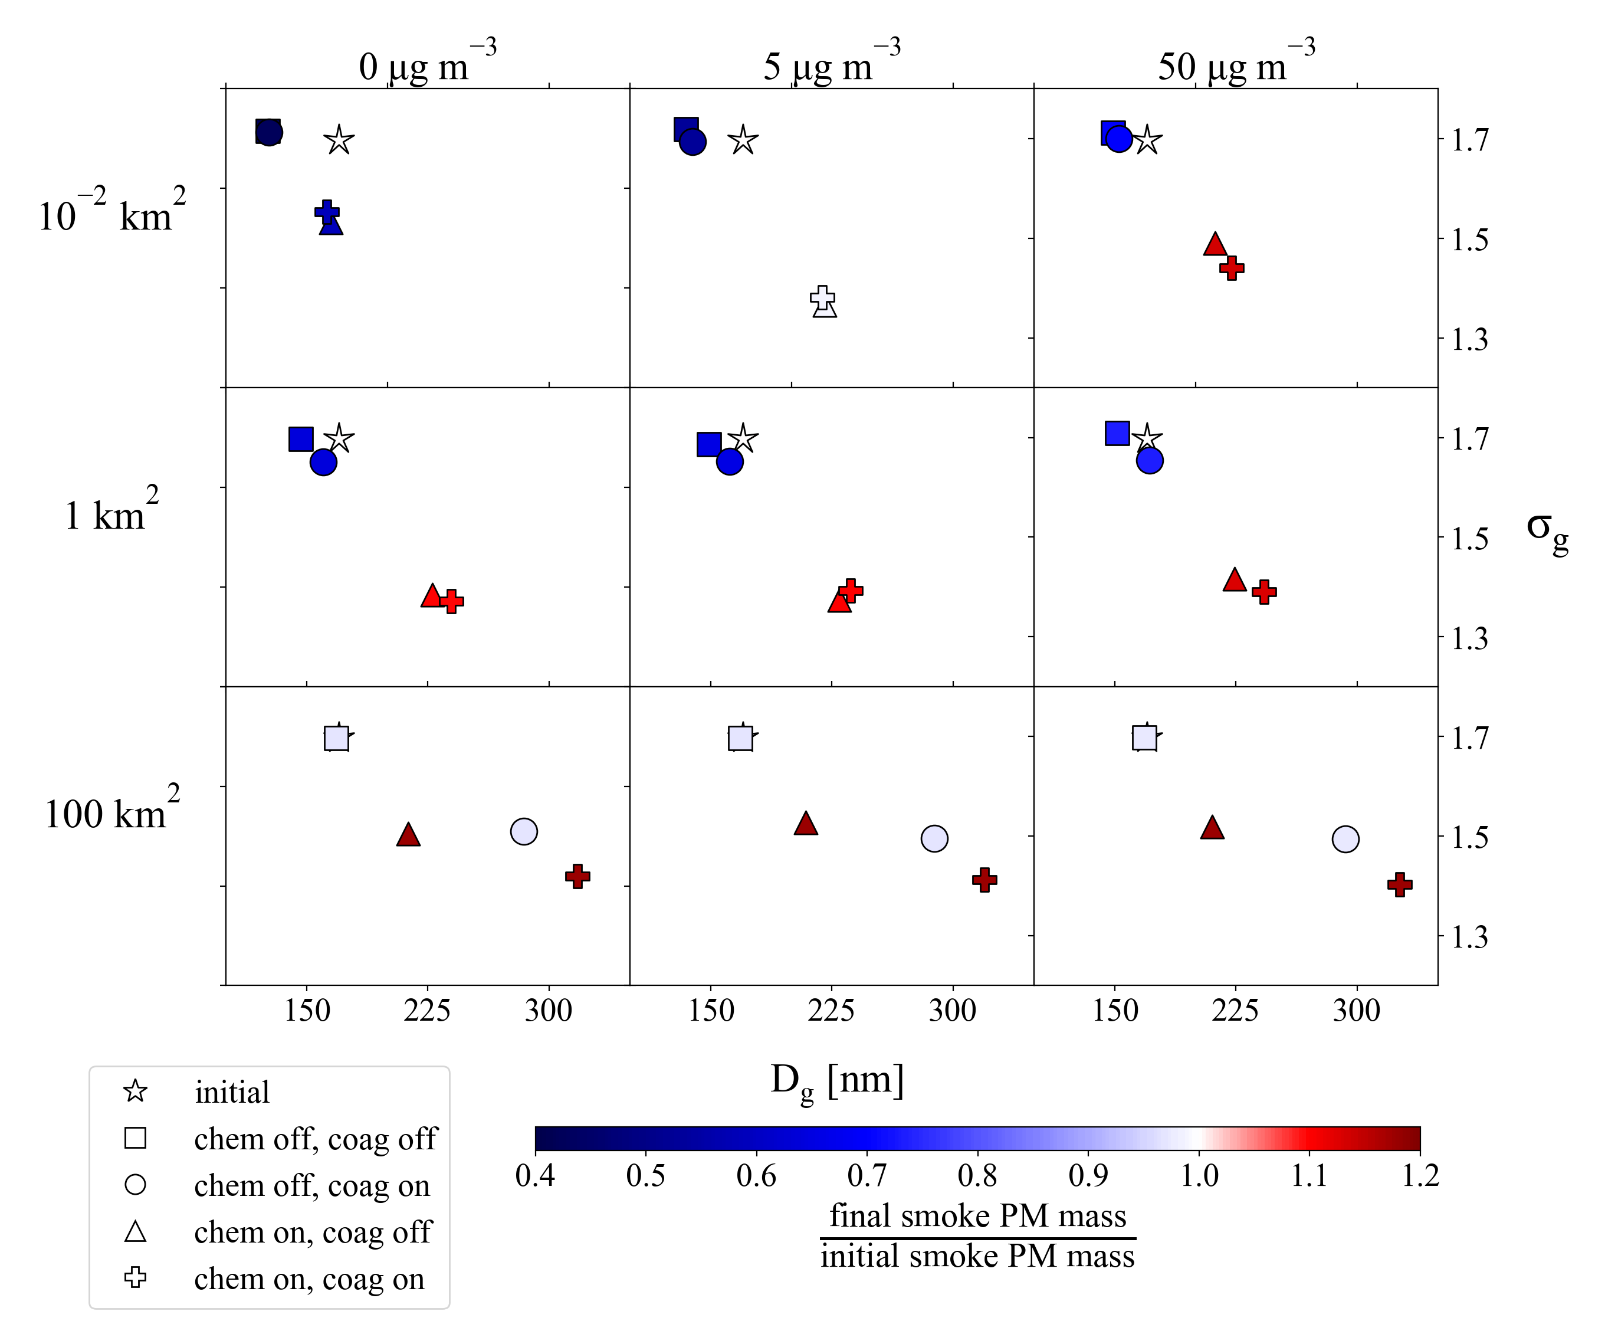 0 μg m⁻³ 5 μg m⁻³ 50 μg m⁻³
10⁻² km²
1.7
1.5
1.3
1 km²
1.7
1.5
1.3
σg
100 km²
1.7
1.5
1.3
150 225 300 150 225 300 150 225 300
Dg [nm]
initial
chem off, coag off
chem off, coag on
chem on, coag off
chem on, coag on
0.4 0.5 0.6 0.7 0.8 0.9 1.0 1.1 1.2
final smoke PM mass
initial smoke PM mass